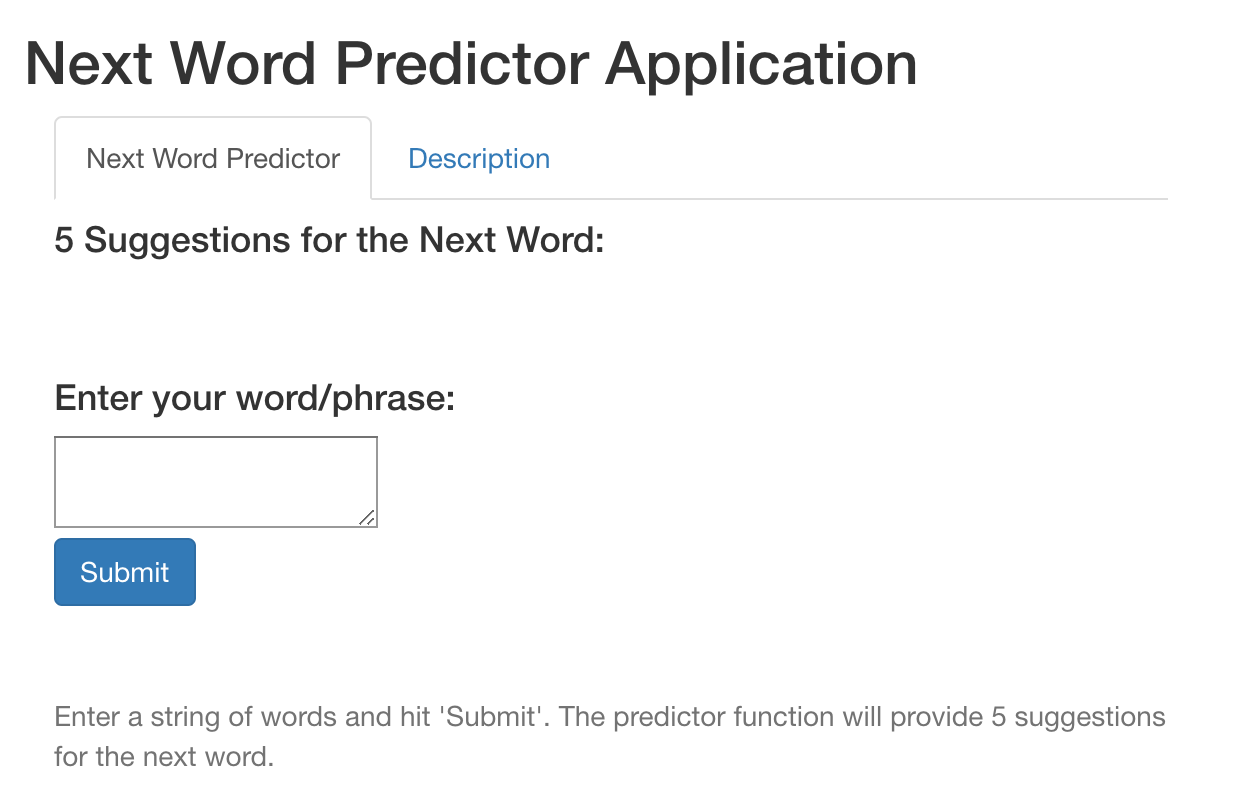 Next Word Predictor Application
Next Word Predictor Description
5 Suggestions for the Next Word:
Enter your word/phrase:
Submit
Enter a string of words and hit 'Submit'. The predictor function will provide 5 suggestions
for the next word.